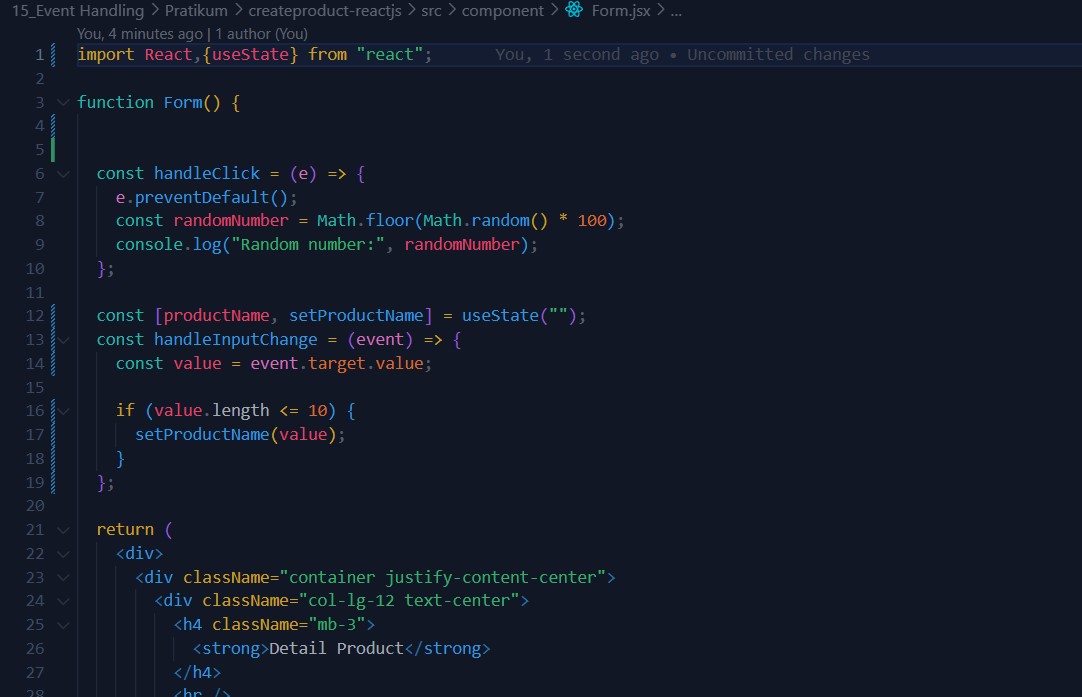 15_Event Handling > Pratikum > createproduct-reactjs > src > component > Form.jsx > ...
You, 4 minutes ago | 1 author (You)
1 import React,{useState} from "react"; You, 1 second ago • Uncommitted changes
2
3 function Form() {
4
5
6 const handleClick = (e) => {
7 e.preventDefault();
8 const randomNumber = Math.floor(Math.random() * 100);
9 console.log("Random number:", randomNumber);
10 };
11
12 const [productName, setProductName] = useState("");
13 const handleInputChange = (event) => {
14 const value = event.target.value;
15
16 if (value.length <= 10) {
17 setProductName(value);
18 }
19 };
20
21 return (
22 <div>
23 <div className="container justify-content-center">
24 <div className="col-lg-12 text-center">
25 <h4 className="mb-3">
26 <strong>Detail Product</strong>
27 </h4>
28 <hr />